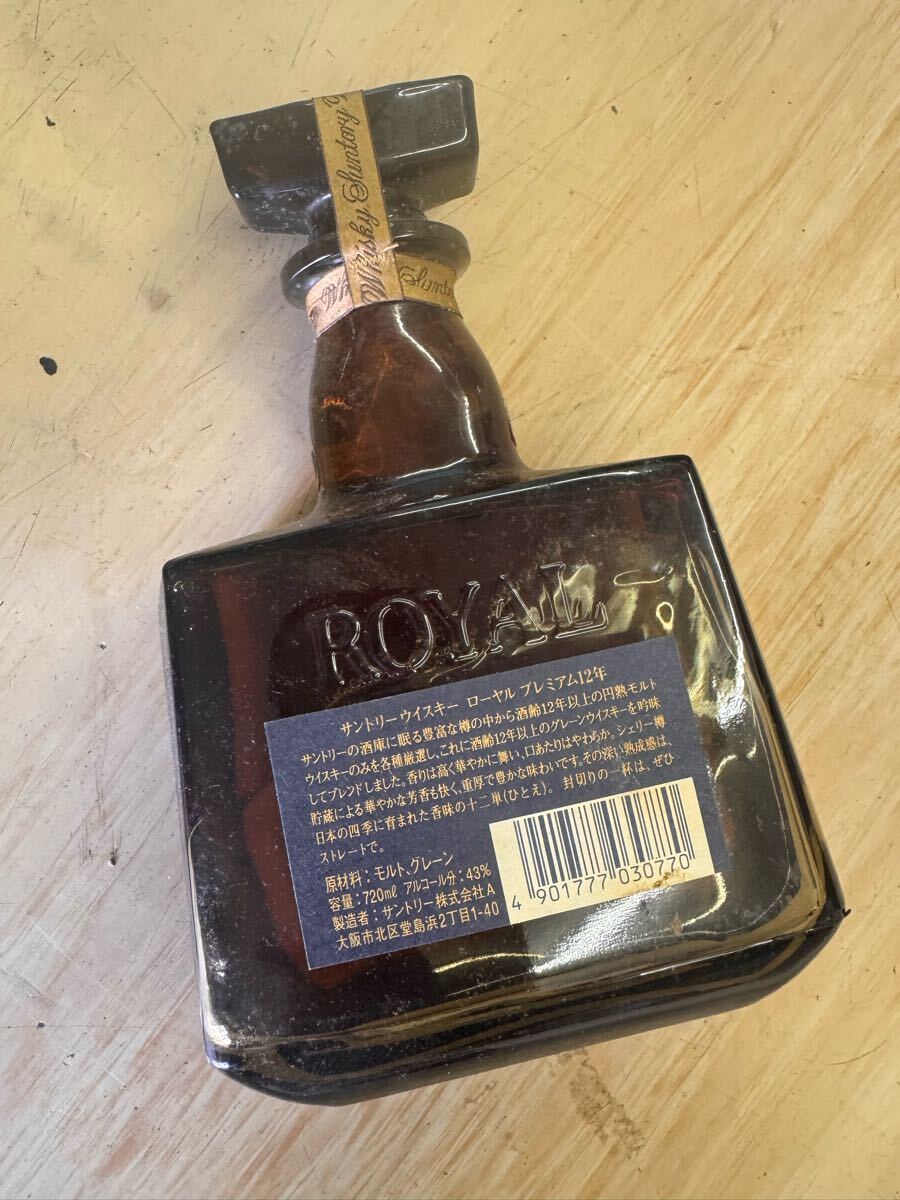 Whisky Suntory
Sunt
ROYAL
サントリー ウイスキー ローヤル プレミアム12年
サントリーの酒庫に眠る豊富な樽の中から酒齢12年以上の円熟モルト
ウイスキーのみを各種厳選し、これに酒齢12年以上のグレーンウイスキーを吟味
してブレンドしました。香りは高く華やかに舞い、口あたりはやわらか。シェリー樽
貯蔵による華やかな芳香も快く、重厚で豊かな味わいです。その深い熟成感は、
日本の四季に育まれた香味の十二単(ひとえ)。 封切りの一杯は、ぜひ
ストレートで。
原材料：モルト、グレーン
容量：720㎖ アルコール分：43%
製造者：サントリー株式会社A
大阪市北区堂島浜2丁目1-40
4 901777 030770